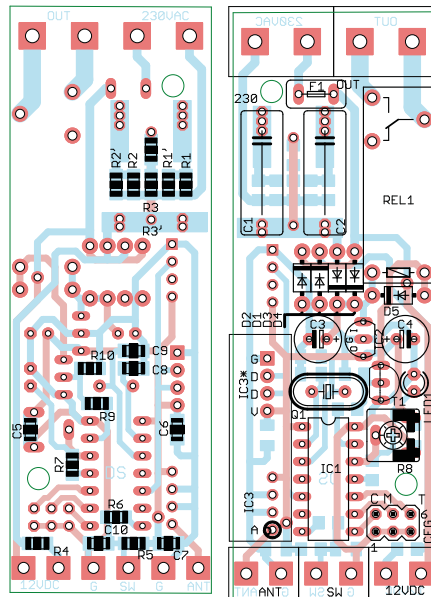 OUT 230VAC
R2' R2 R1' R1
R3
R3'
C9
R10
C8
R9
C5
C6
R7
R6
C10
R4
R5
C7
12VDC G SW G ANT
230VAC OUT
F1
OUT
230
C1
C2
REL1
D2
D1
D3
D4
D5
C3
C4
G
D
D
V
IC3*
Q1
T1
LED1
R8
IC1
IC3
A
C M T
6
1
CFG
ANT SW 12VDC